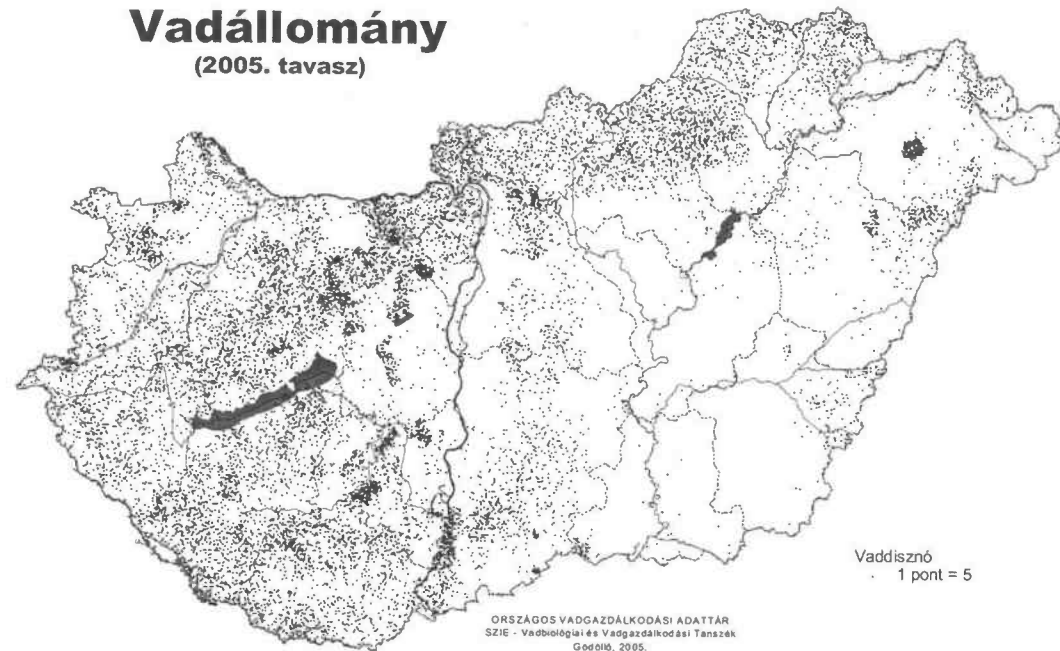 Vadállomány
(2005. tavasz)
Vaddisznó
. 1 pont = 5
ORSZÁGOS VADGAZDÁLKODÁSI ADATTÁR
SZIE - Vadbiológiai és Vadgazdálkodási Tanszék
Gödöllő, 2005.